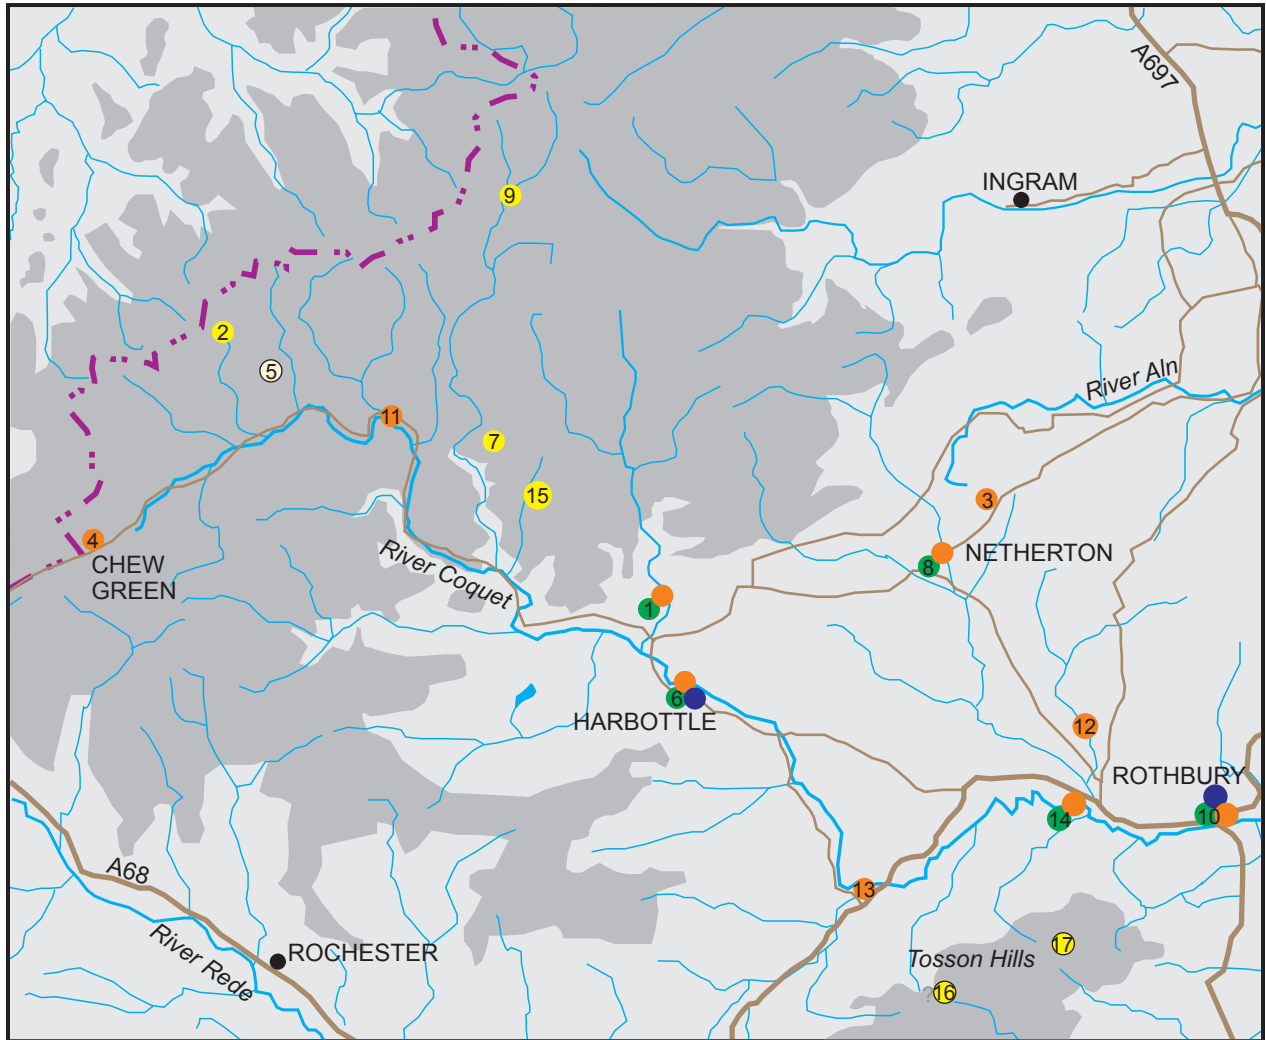 A697
9
INGRAM
2
5
River Aln
11
7
15
3
4
CHEW
GREEN
River Coquet
NETHERTON
8
1
6
HARBOTTLE
12
ROTHBURY
10
14
A68
13
River Rede
ROCHESTER
17
Tosson Hills
?16